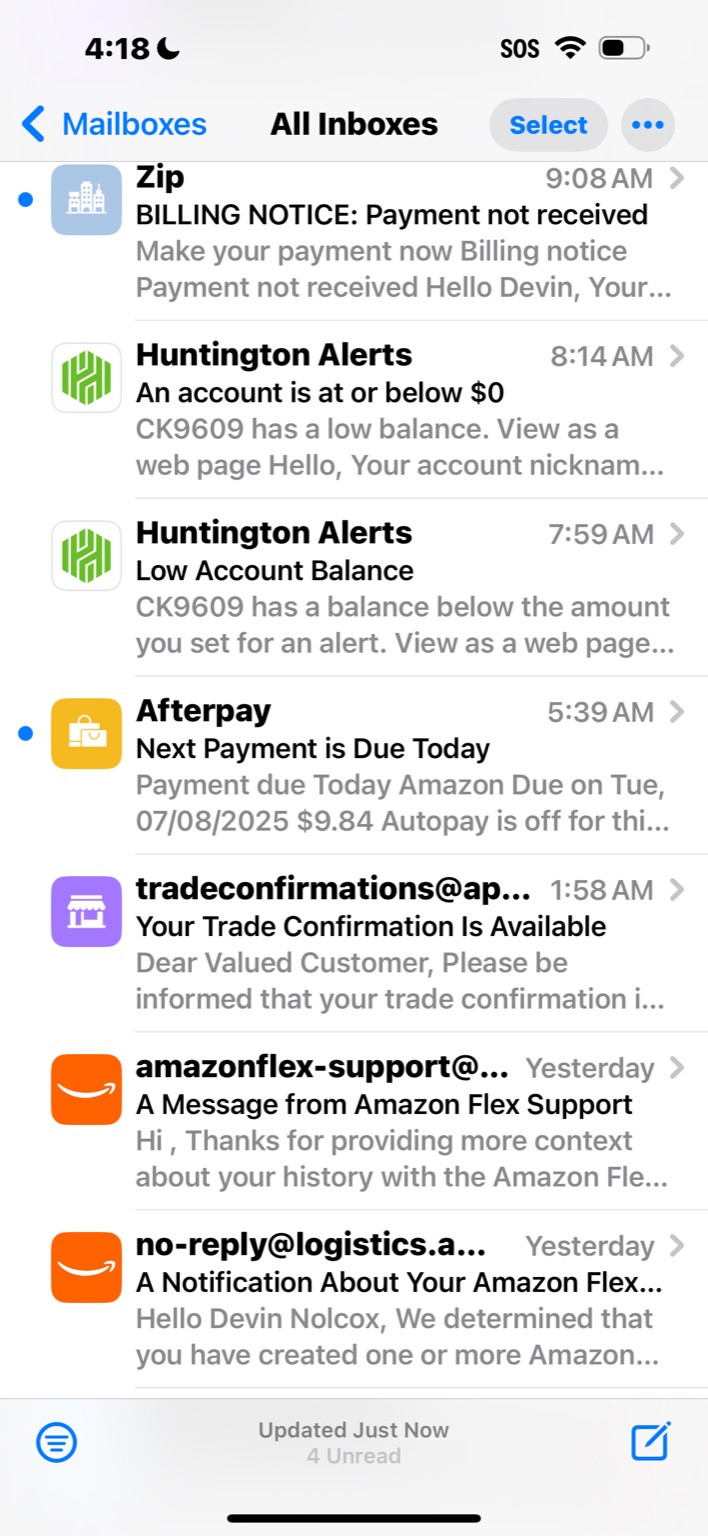 4:18
SOS
Mailboxes
All Inboxes
Select
Zip
9:08 AM
BILLING NOTICE: Payment not received
Make your payment now Billing notice
Payment not received Hello Devin, Your...
Huntington Alerts
8:14 AM
An account is at or below $0
CK9609 has a low balance. View as a
web page Hello, Your account nicknam...
Huntington Alerts
7:59 AM
Low Account Balance
CK9609 has a balance below the amount
you set for an alert. View as a web page...
Afterpay
5:39 AM
Next Payment is Due Today
Payment due Today Amazon Due on Tue,
07/08/2025 $9.84 Autopay is off for thi...
tradeconfirmations@ap...
1:58 AM
Your Trade Confirmation Is Available
Dear Valued Customer, Please be
informed that your trade confirmation i...
amazonflex-support@...
Yesterday
A Message from Amazon Flex Support
Hi , Thanks for providing more context
about your history with the Amazon Fle...
no-reply@logistics.a...
Yesterday
A Notification About Your Amazon Flex...
Hello Devin Nolcox, We determined that
you have created one or more Amazon...
Updated Just Now
4 Unread